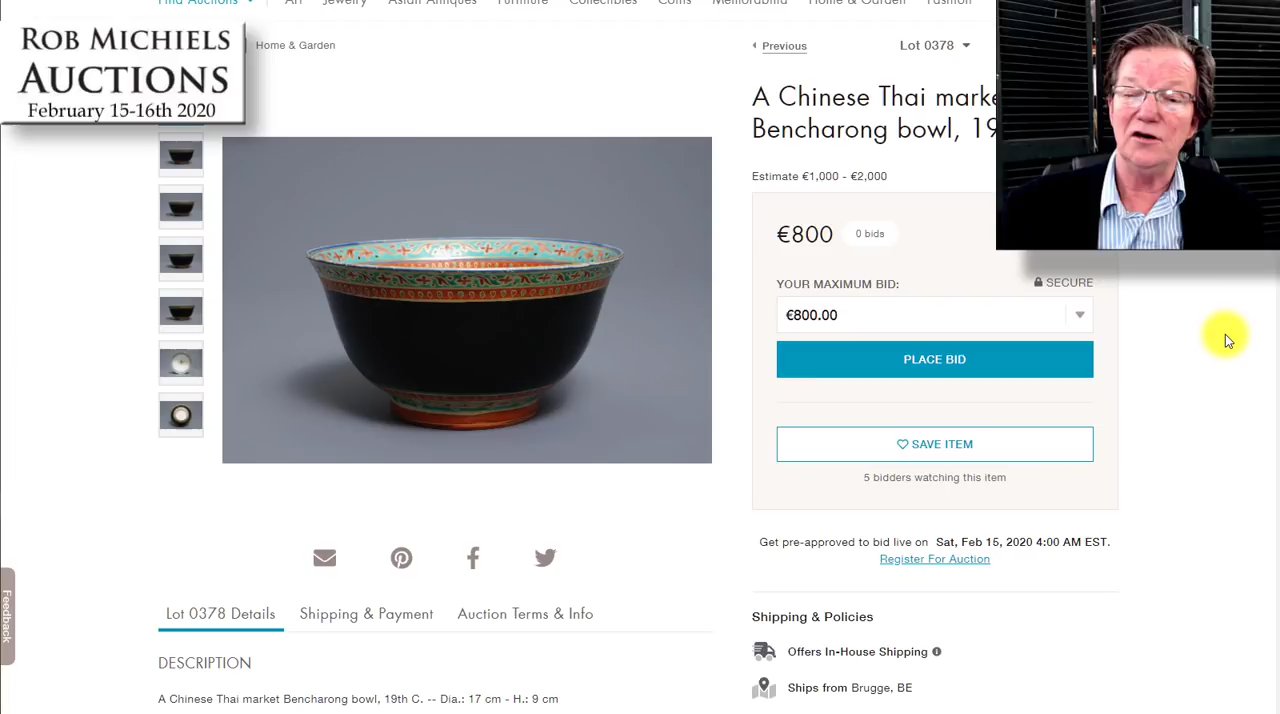 Find Auctions Art Jewelry Asian Antiques Furniture Collectibles Coins Memorabilia Home & Garden Fashion
ROB MICHIELS
AUCTIONS
February 15-16th 2020
Home & Garden
Previous
Lot 0378
A Chinese Thai
Bencharong bowl,
Estimate €1,000 - €2,000
€800
0 bids
YOUR MAXIMUM BID:
SECURE
€800.00
PLACE BID
SAVE ITEM
5 bidders watching this item
Get pre-approved to bid live on Sat, Feb 15, 2020 4:00 AM EST.
Register For Auction
Feedback
Lot 0378 Details
Shipping & Payment
Auction Terms & Info
Shipping & Policies
Offers In-House Shipping
DESCRIPTION
Ships from Brugge, BE
A Chinese Thai market Bencharong bowl, 19th C. -- Dia.: 17 cm - H.: 9 cm